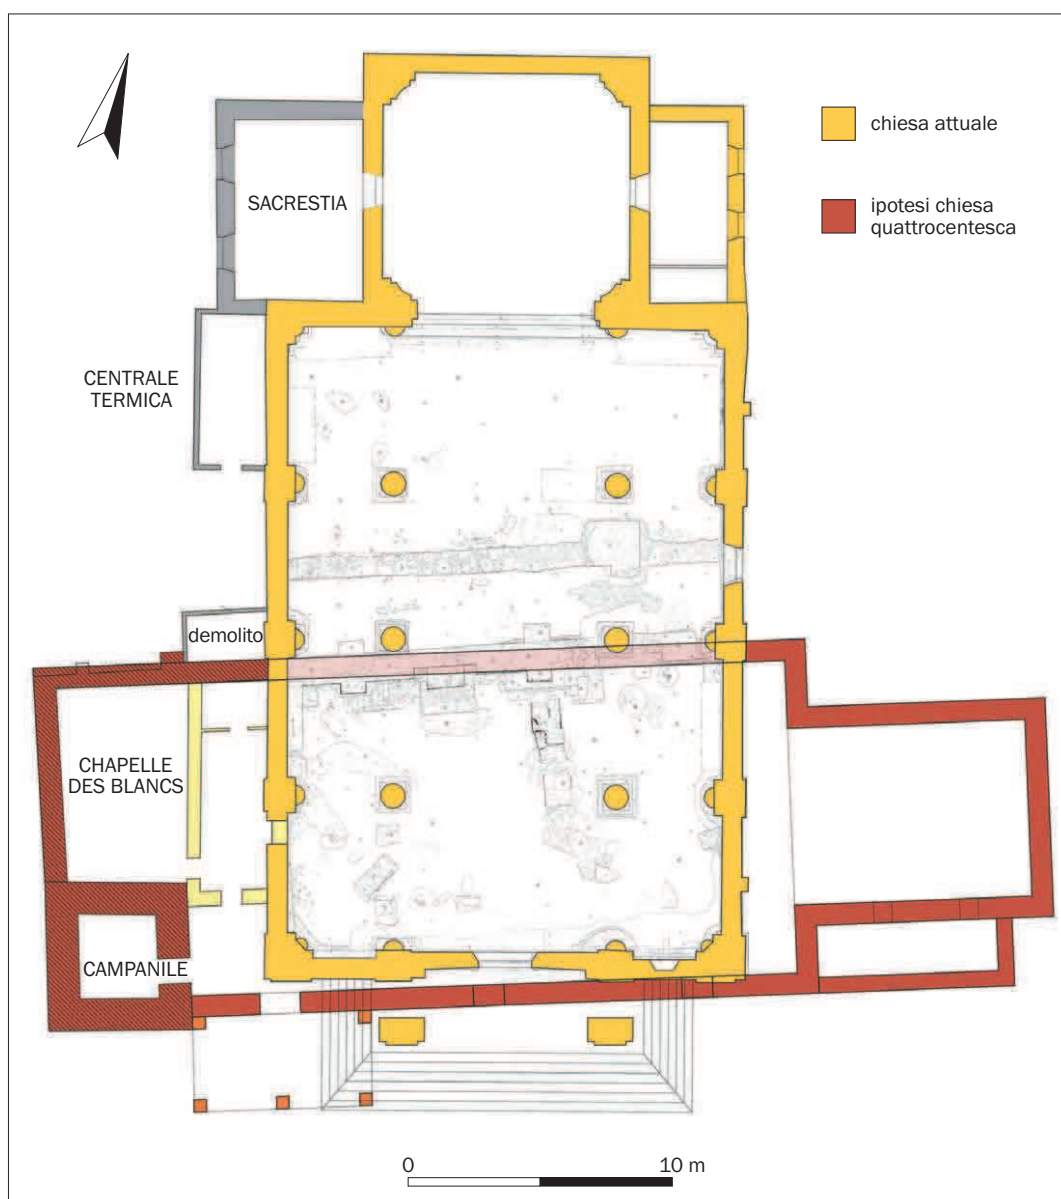 chiesa attuale
ipotesi chiesa
quattrocentesca
SACRESTIA
CENTRALE
TERMICA
demolito
CHAPELLE
DES BLANCS
CAMPANILE
0
10 m